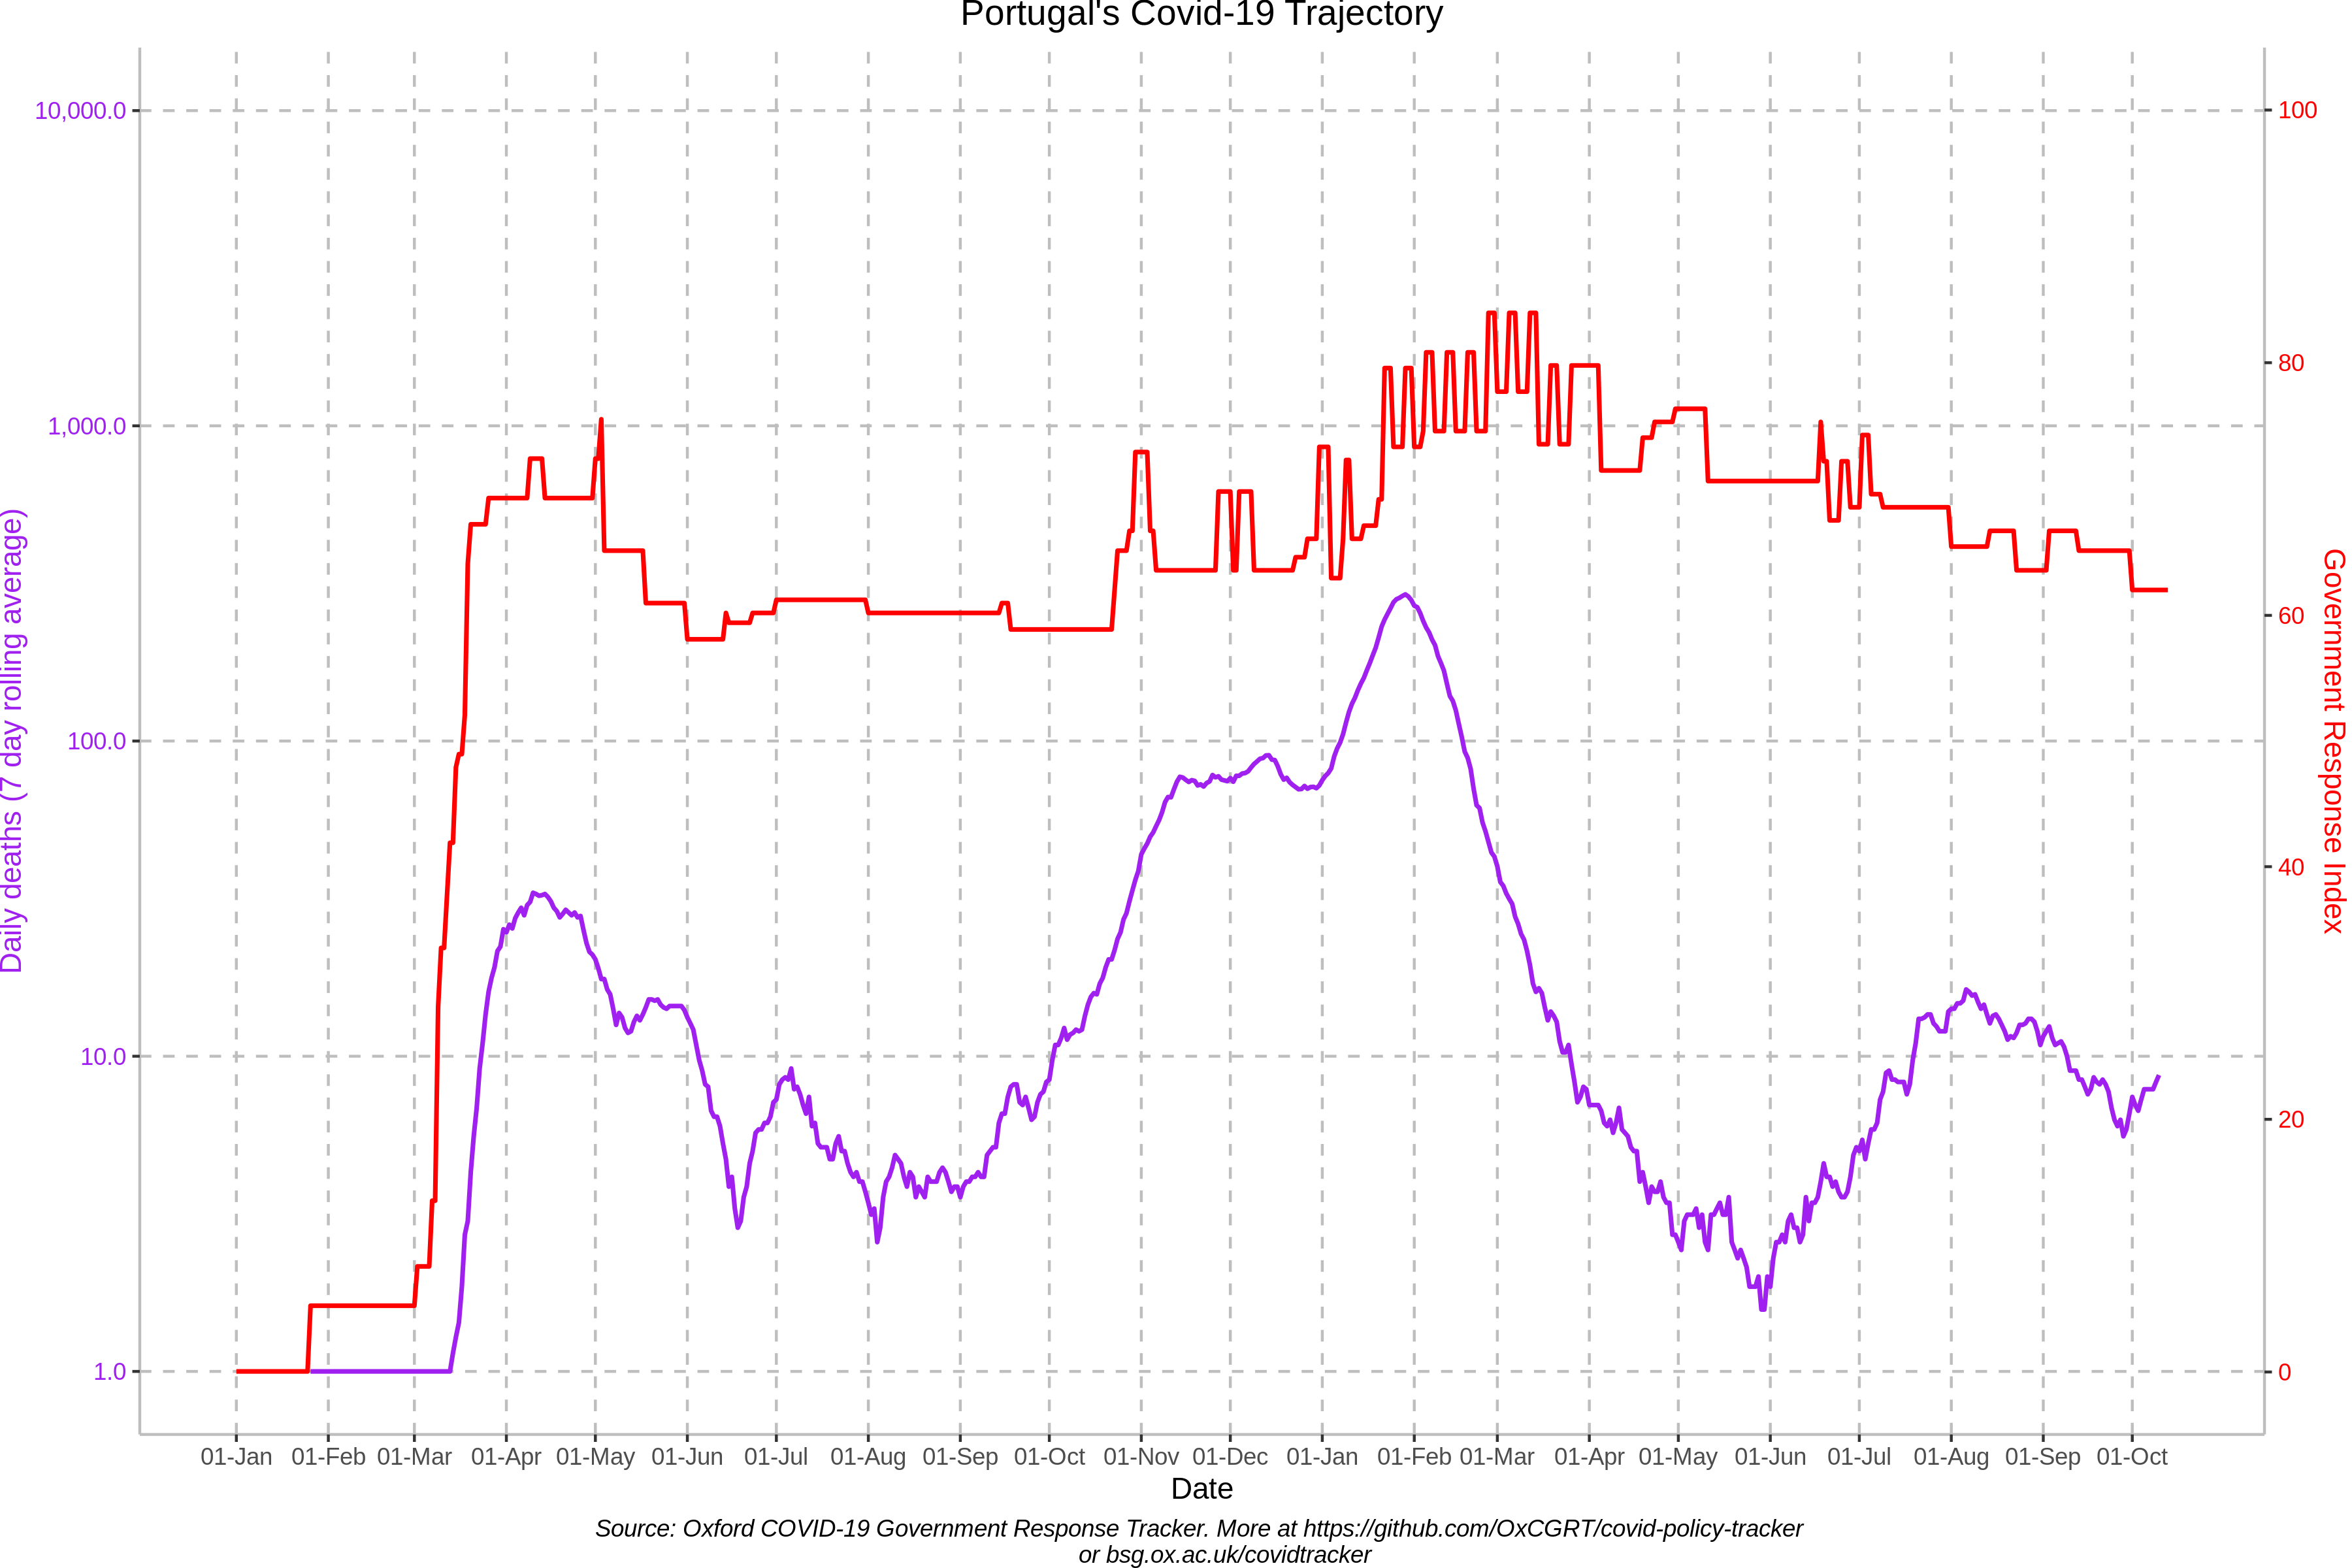 Portugal's Covid-19 Trajectory
10,000.0
1,000.0
100.0
10.0
1.0
Daily deaths (7 day rolling average)
100
80
60
40
20
0
Government Response Index
01-Jan 01-Feb 01-Mar 01-Apr 01-May 01-Jun 01-Jul 01-Aug 01-Sep 01-Oct 01-Nov 01-Dec 01-Jan 01-Feb 01-Mar 01-Apr 01-May 01-Jun 01-Jul 01-Aug 01-Sep 01-Oct
Date
Source: Oxford COVID-19 Government Response Tracker. More at https://github.com/OxCGRT/covid-policy-tracker
or bsg.ox.ac.uk/covidtracker